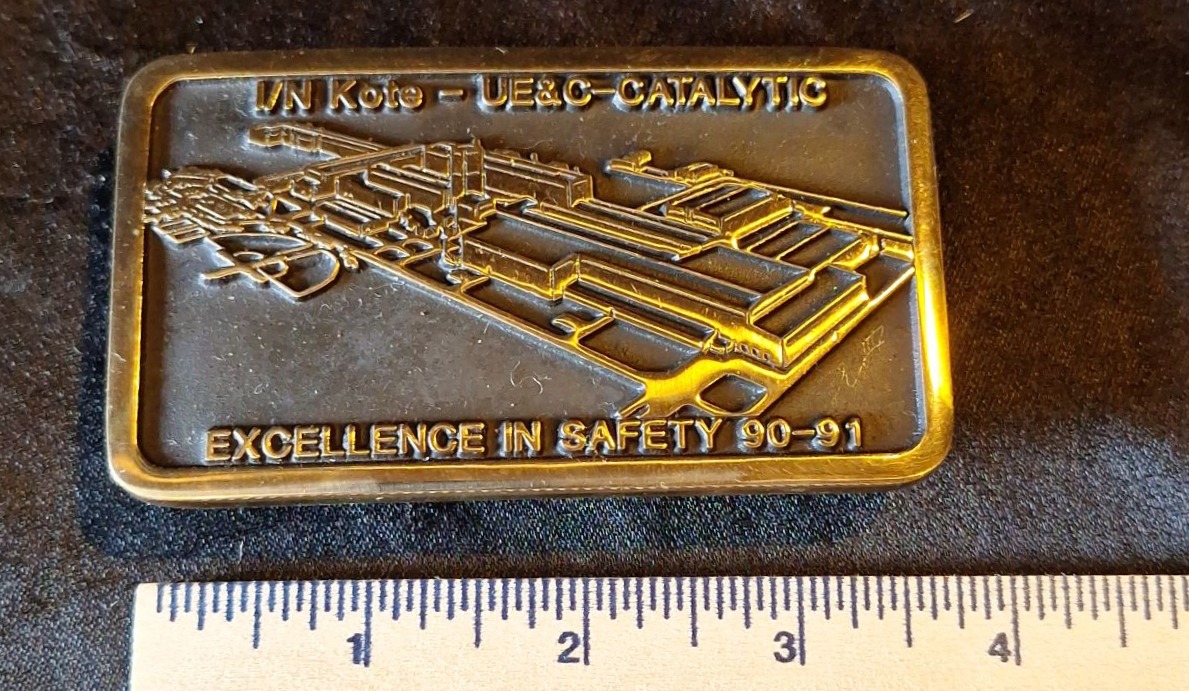 I/N Kote - UE&C-CATALYTIC
EXCELLENCE IN SAFETY 90-91
1 2 3 4